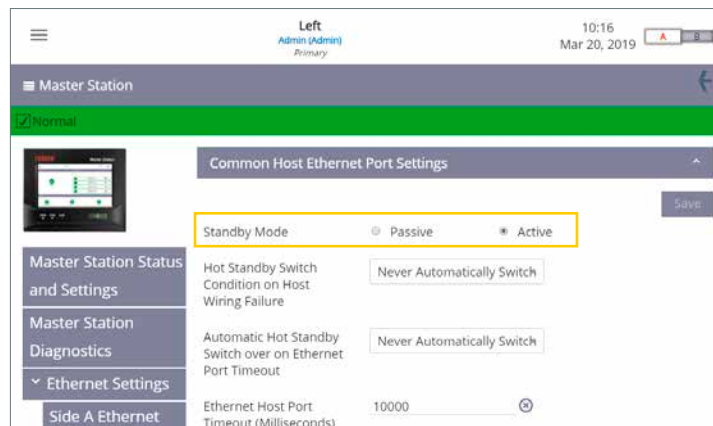 Left
Admin (Admin)
Primary
10:16
Mar 20, 2019
A
B
Master Station
Normal
Common Host Ethernet Port Settings
Save
Standby Mode
Passive
Active
Master Station Status
and Settings
Hot Standby Switch
Condition on Host
Wiring Failure
Never Automatically Switch
Master Station
Diagnostics
Automatic Hot Standby
Switch over on Ethernet
Port Timeout
Never Automatically Switch
Ethernet Settings
Side A Ethernet
Ethernet Host Port
Timeout (Milliseconds)
10000